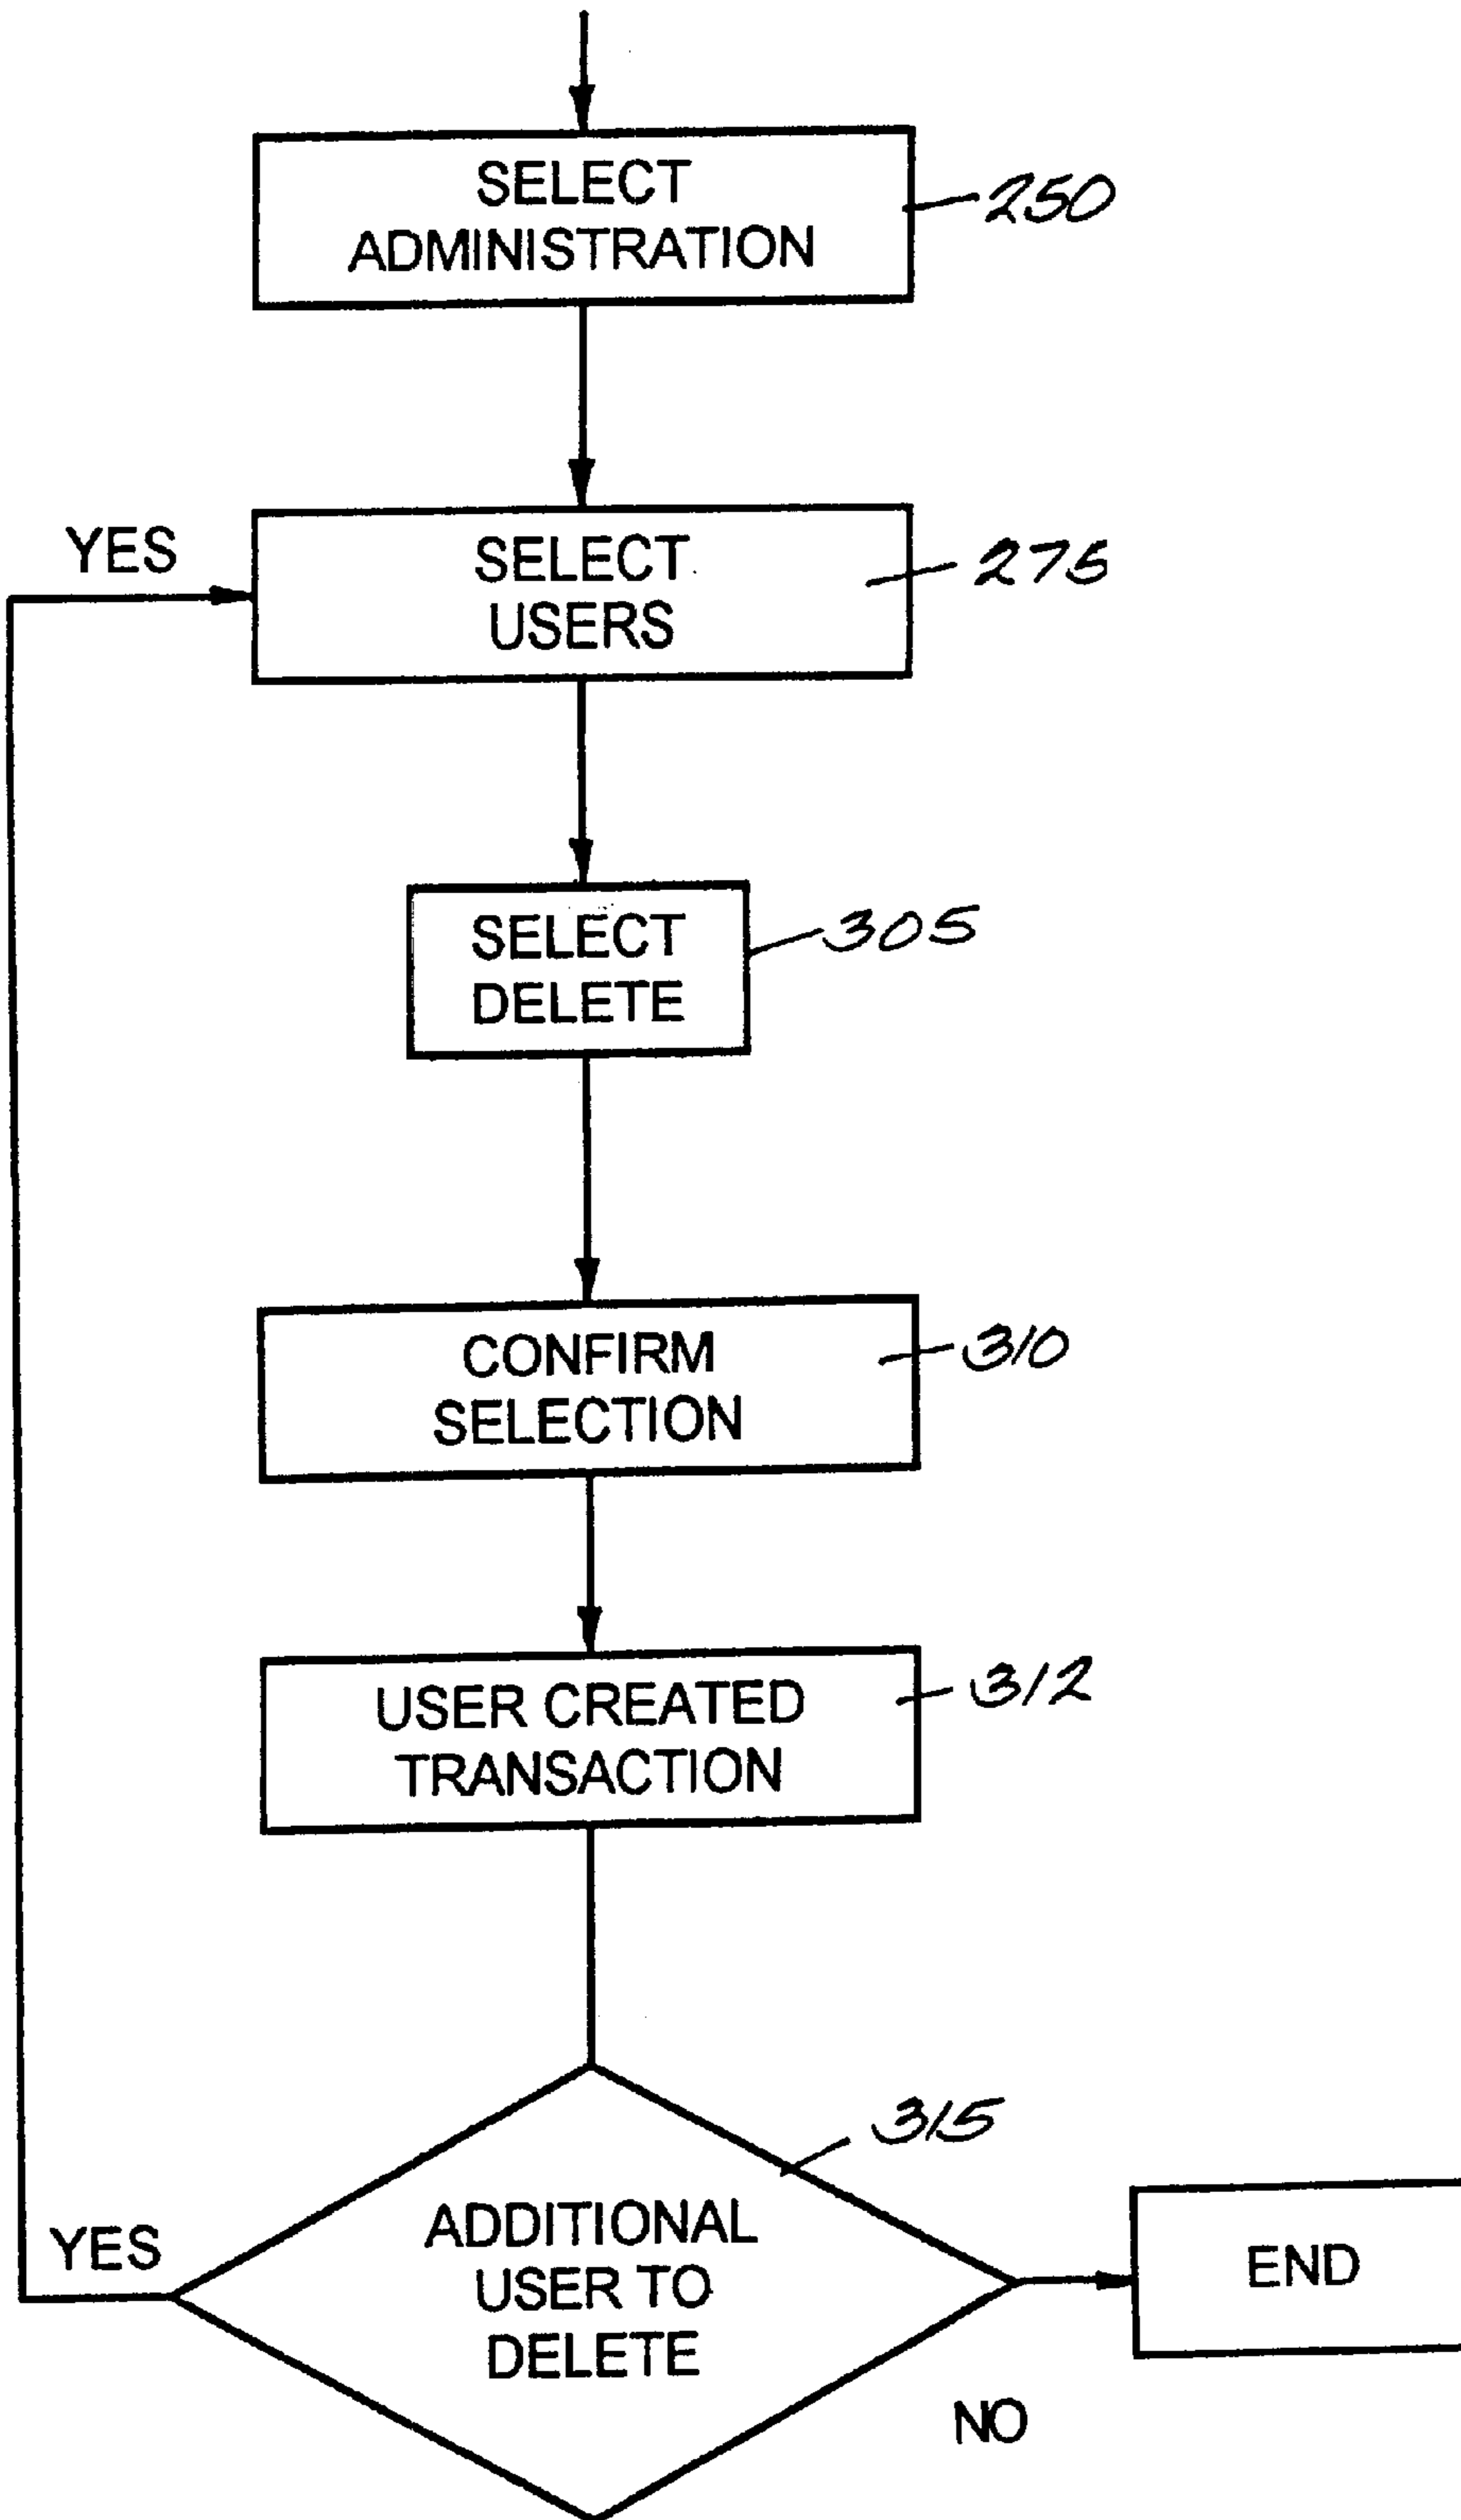 SELECT
ADMINISTRATION
250
YES
SELECT
USERS
275
SELECT
DELETE
305
CONFIRM
SELECTION
310
USER CREATED
TRANSACTION
312
315
YES
ADDITIONAL
USER TO
DELETE
END
NO